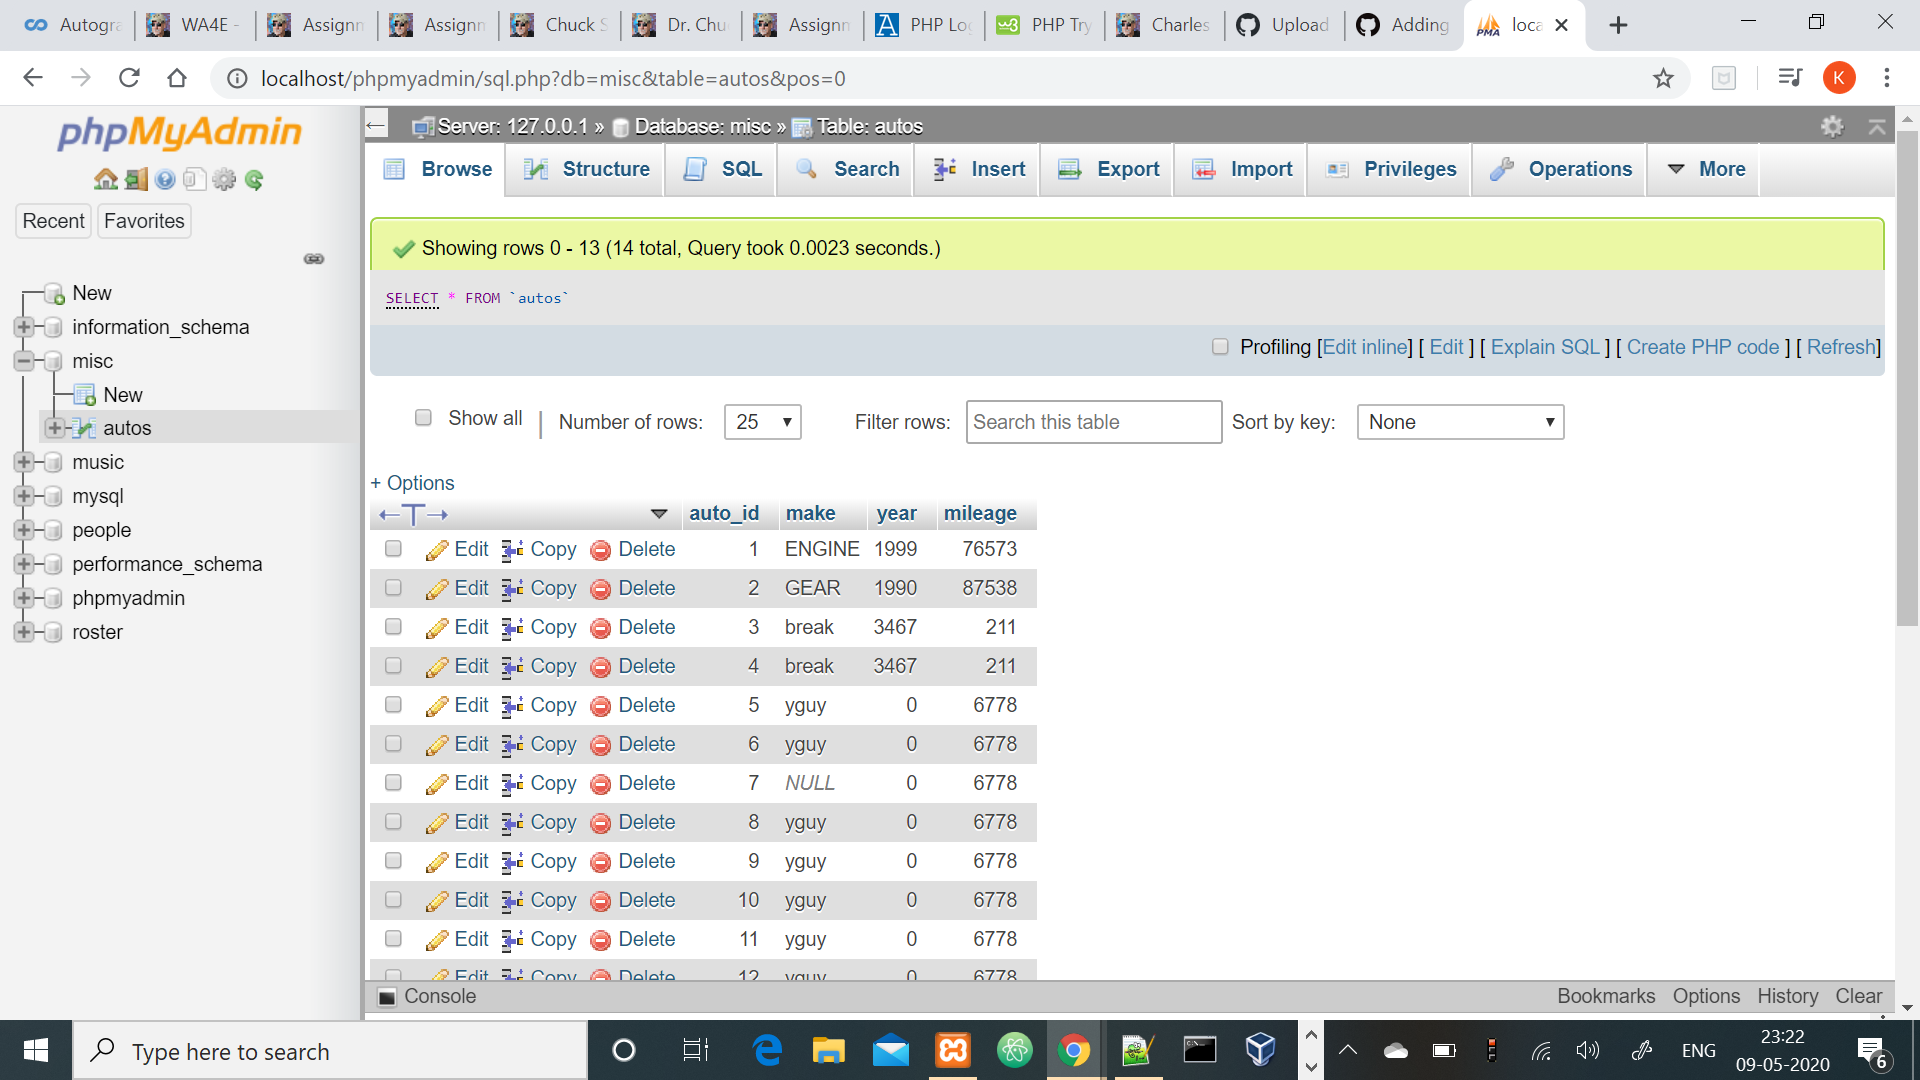 Autogra
WA4E -
Assignm
Assignm
Chuck S
Dr. Chu
Assignm
PHP Log
PHP Try
Charles
Upload
Adding
loca
localhost/phpmyadmin/sql.php?db=misc&table=autos&pos=0
K
phpMyAdmin
Recent Favorites
New
information_schema
misc
New
autos
music
mysql
people
performance_schema
phpmyadmin
roster
Server: 127.0.0.1 » Database: misc » Table: autos
Browse Structure SQL Search Insert Export Import Privileges Operations More
Showing rows 0 - 13 (14 total, Query took 0.0023 seconds.)
SELECT * FROM `autos`
Profiling [Edit inline] [ Edit ] [ Explain SQL ] [ Create PHP code ] [ Refresh]
Show all | Number of rows: 25 Filter rows: Search this table Sort by key: None
+ Options
←T→ auto_id make year mileage
Edit Copy Delete 1 ENGINE 1999 76573
Edit Copy Delete 2 GEAR 1990 87538
Edit Copy Delete 3 break 3467 211
Edit Copy Delete 4 break 3467 211
Edit Copy Delete 5 yguy 0 6778
Edit Copy Delete 6 yguy 0 6778
Edit Copy Delete 7 NULL 0 6778
Edit Copy Delete 8 yguy 0 6778
Edit Copy Delete 9 yguy 0 6778
Edit Copy Delete 10 yguy 0 6778
Edit Copy Delete 11 yguy 0 6778
Edit Copy Delete 12 yguy 0 6778
Console Bookmarks Options History Clear
Type here to search
ENG
23:22
09-05-2020
6